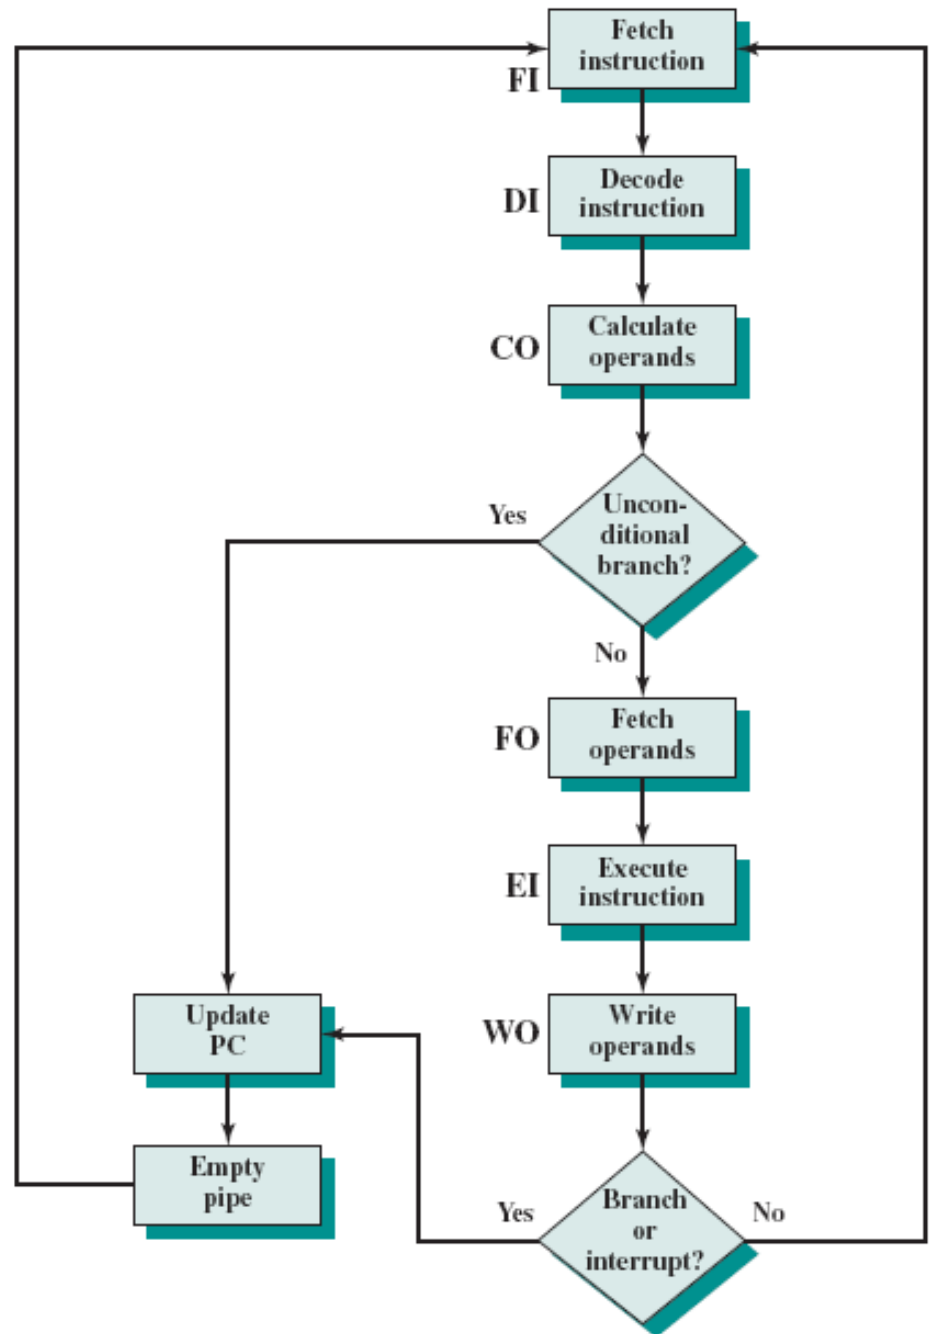 Fetch
instruction
FI
Decode
instruction
DI
Calculate
operands
CO
Uncon-
ditional
branch?
Yes
No
Fetch
operands
FO
Execute
instruction
EI
Write
operands
WO
Update
PC
Empty
pipe
Branch
or
interrupt?
Yes
No